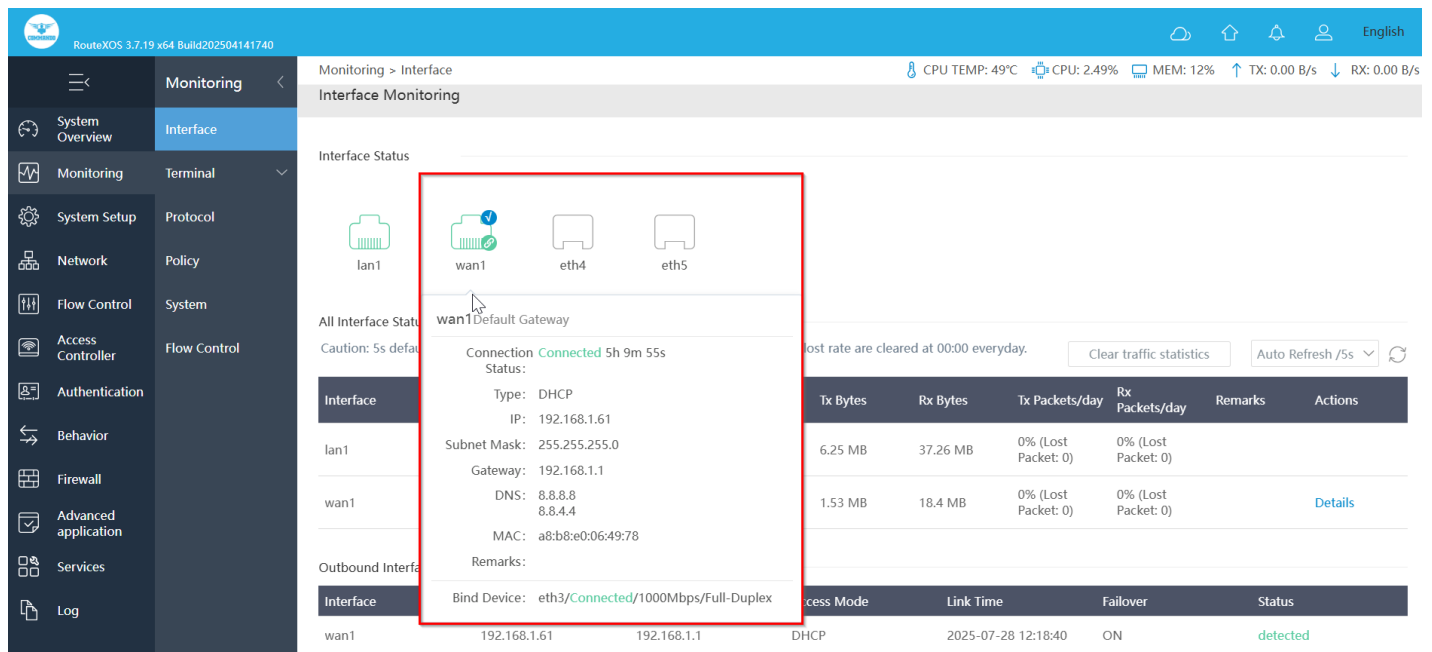 COMMANDO
RouteXOS 3.7.19 x64 Build202504141740
English
Monitoring
Monitoring > Interface
CPU TEMP: 49℃ CPU: 2.49% MEM: 12% TX: 0.00 B/s RX: 0.00 B/s
Interface Monitoring
System Overview
Monitoring
System Setup
Network
Flow Control
Access Controller
Authentication
Behavior
Firewall
Advanced application
Services
Log
Interface
Terminal
Protocol
Policy
System
Flow Control
Interface Status
lan1 wan1 eth4 eth5
wan1 Default Gateway
Connection Status: Connected 5h 9m 55s
Type: DHCP
IP: 192.168.1.61
Subnet Mask: 255.255.255.0
Gateway: 192.168.1.1
DNS: 8.8.8.8
8.8.4.4
MAC: a8:b8:e0:06:49:78
Remarks:
Bind Device: eth3/Connected/1000Mbps/Full-Duplex
All Interface Statu
Caution: 5s defau lost rate are cleared at 00:00 everyday. Clear traffic statistics Auto Refresh /5s
Interface Tx Bytes Rx Bytes Tx Packets/day Rx Packets/day Remarks Actions
lan1 6.25 MB 37.26 MB 0% (Lost Packet: 0) 0% (Lost Packet: 0)
wan1 1.53 MB 18.4 MB 0% (Lost Packet: 0) 0% (Lost Packet: 0) Details
Outbound Interfa
Interface ccess Mode Link Time Failover Status
wan1 192.168.1.61 192.168.1.1 DHCP 2025-07-28 12:18:40 ON detected